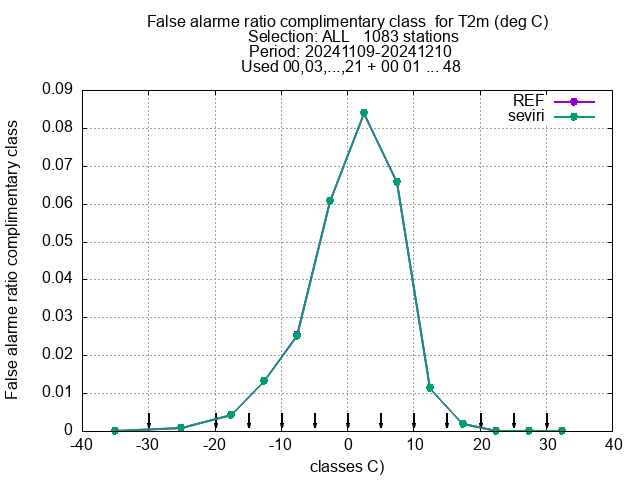 False alarme ratio complimentary class  for T2m (deg C)
Selection: ALL   1083 stations
Period: 20241109-20241210
Used 00,03,...,21 + 00 01 ... 48
REF
seviri
False alarme ratio complimentary class
0.09
0.08
0.07
0.06
0.05
0.04
0.03
0.02
0.01
0
-40 -30 -20 -10 0 10 20 30 40
classes C)